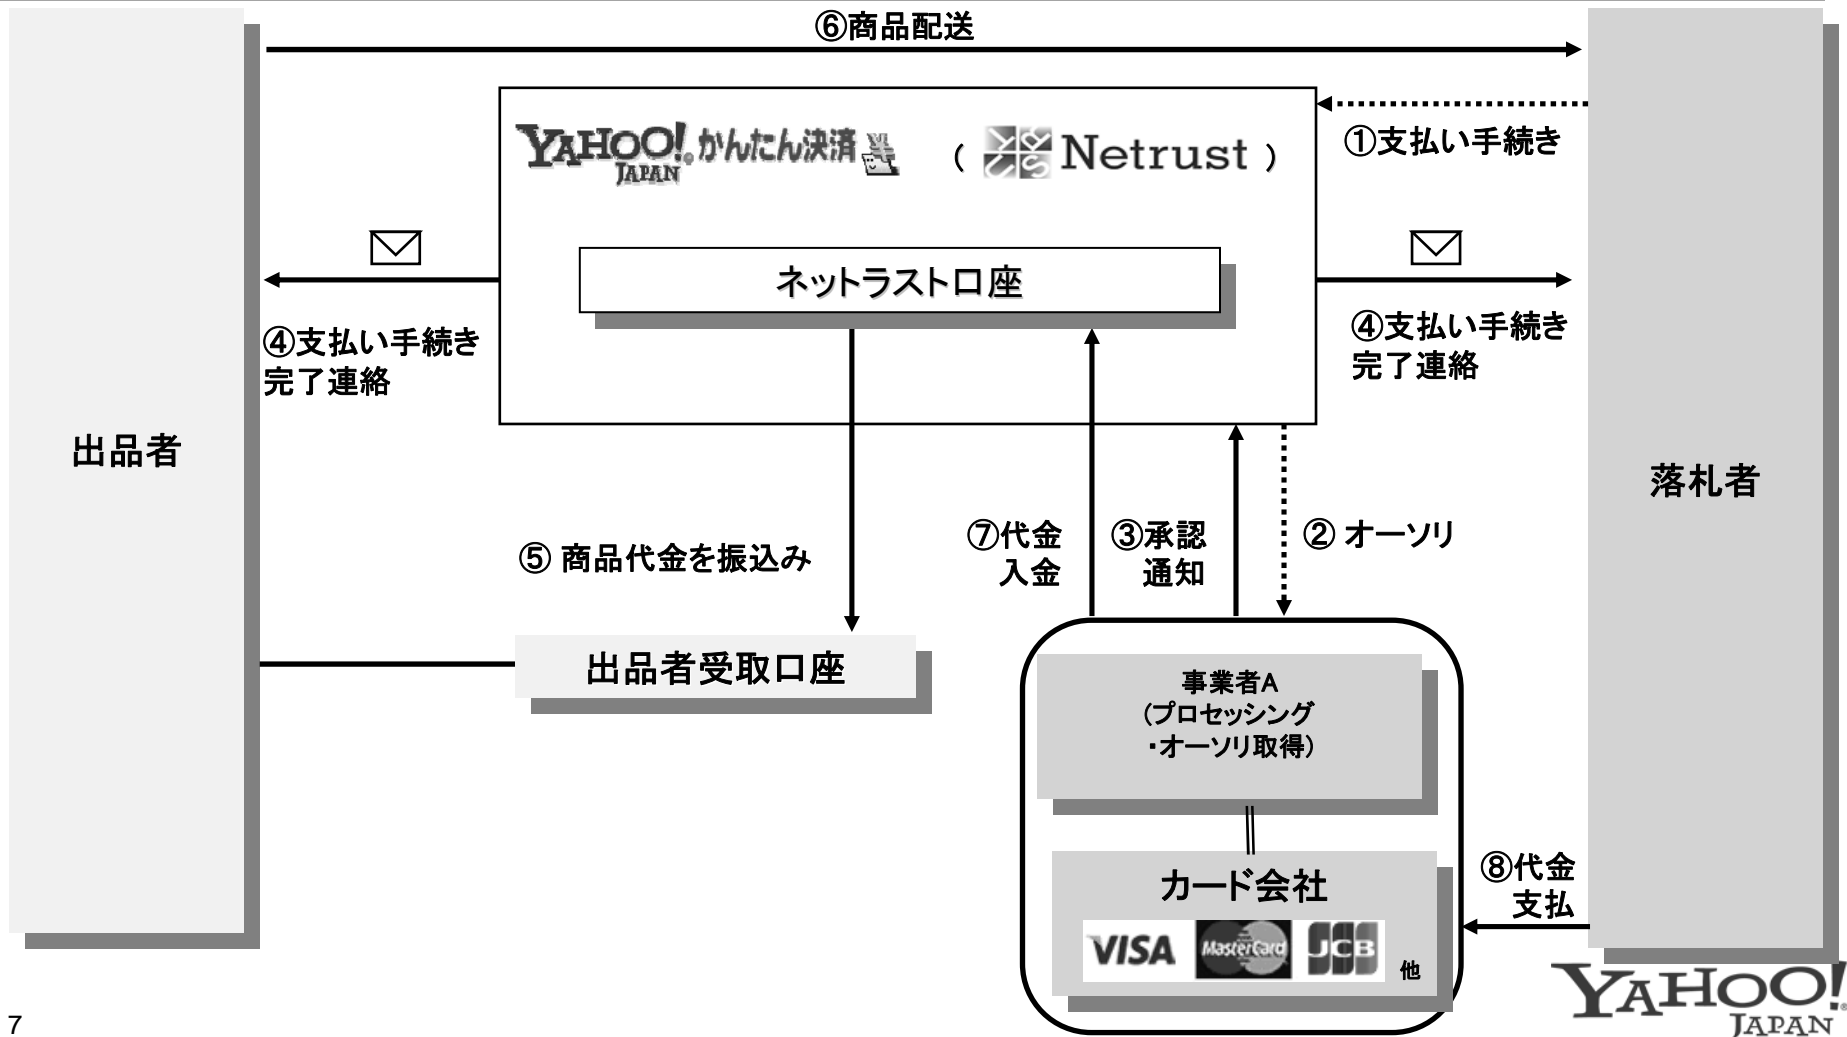 ⑥商品配送
YAHOO! JAPAN かんたん決済 ( Netrust )
①支払い手続き
ネットラスト口座
④支払い手続き
完了連絡
④支払い手続き
完了連絡
出品者
落札者
⑤ 商品代金を振込み
⑦代金
入金
③承認
通知
② オーソリ
出品者受取口座
事業者A
(プロセッシング
・オーソリ取得)
カード会社
VISA MasterCard JCB 他
⑧代金
支払
YAHOO!
JAPAN
7